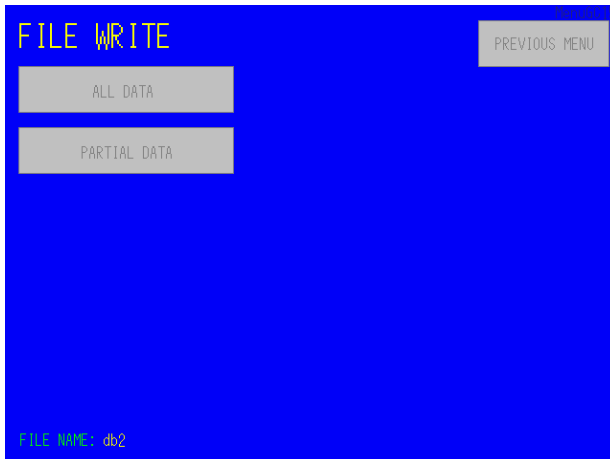 FILE WRITE
PREVIOUS MENU
ALL DATA
PARTIAL DATA
FILE NAME: db2